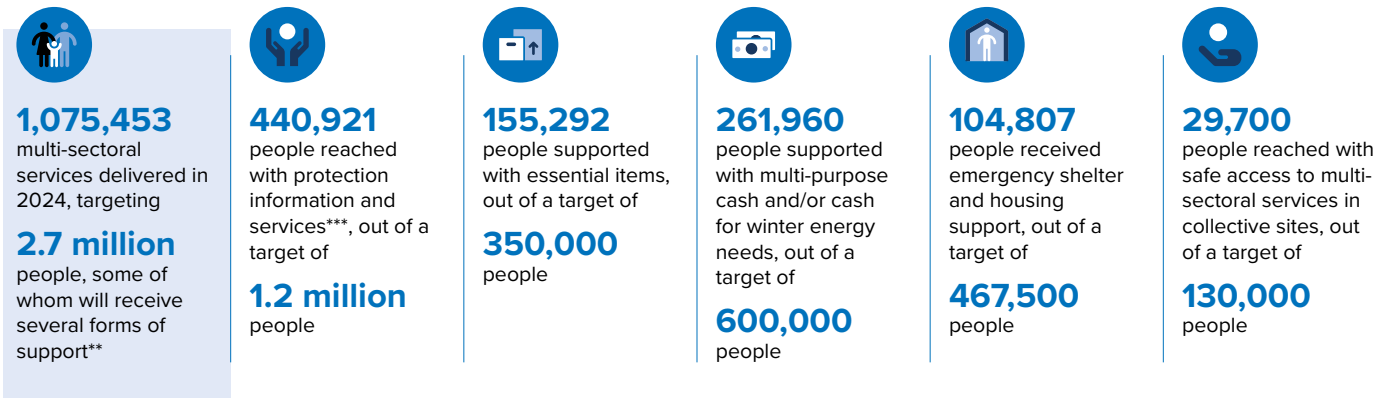 1,075,453
multi-sectoral
services delivered in
2024, targeting
2.7 million
people, some of
whom will receive
several forms of
support**
440,921
people reached
with protection
information and
services***, out of a
target of
1.2 million
people
155,292
people supported
with essential items,
out of a target of
350,000
people
261,960
people supported
with multi-purpose
cash and/or cash
for winter energy
needs, out of a
target of
600,000
people
104,807
people received
emergency shelter
and housing
support, out of a
target of
467,500
people
29,700
people reached with
safe access to multi-
sectoral services in
collective sites, out
of a target of
130,000
people